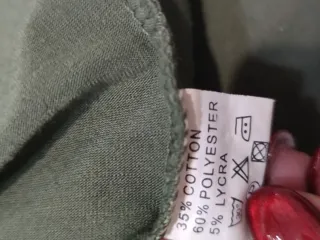 35% COTTON
60% POLYESTER
5% LYCRA